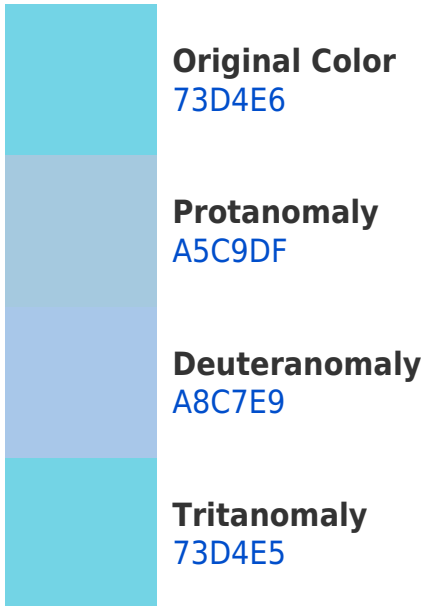 Original Color
73D4E6
Protanomaly
A5C9DF
Deuteranomaly
A8C7E9
Tritanomaly
73D4E5